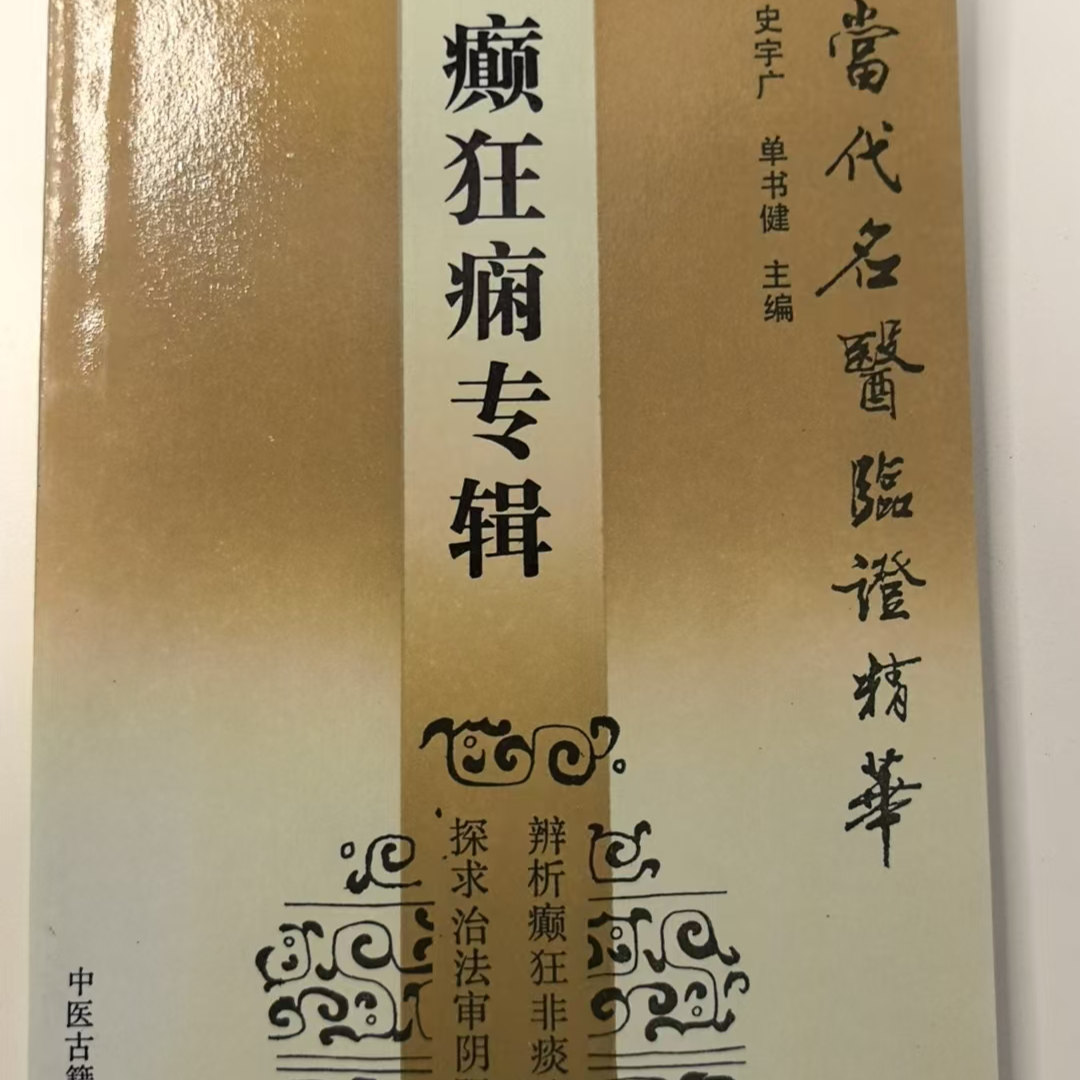 當代名醫臨證精華
史宇广 单书健 主编
癫狂痫专辑
辨析癫狂非痰
探求治法审阴
中医古籍